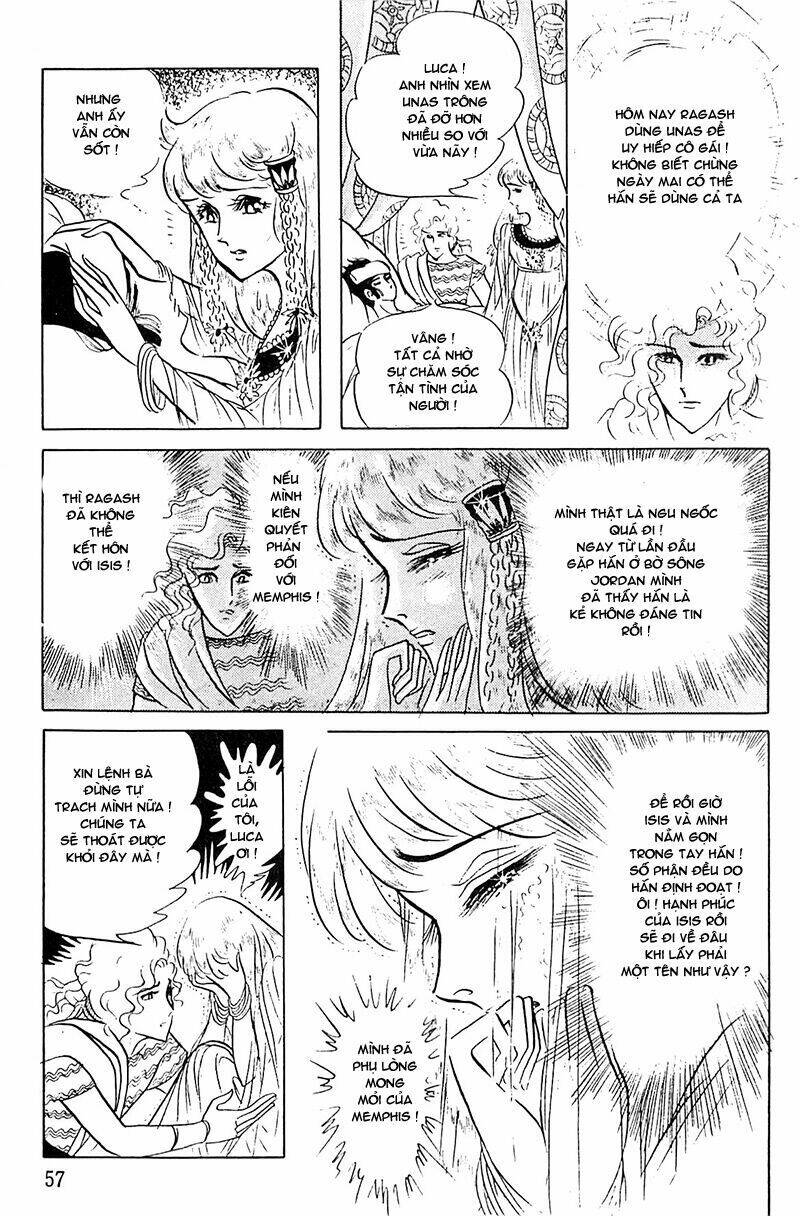 HÔM NAY RAGASH
DÙNG UNAS ĐỂ
UY HIẾP CÔ GÁI!
KHÔNG BIẾT CHỪNG
NGÀY MAI CÓ THỂ
HẮN SẼ DÙNG CẢ TA
LUCA!
ANH NHÌN XEM
UNAS TRÔNG
ĐÃ ĐỠ HƠN
NHIỀU SO VỚI
VỪA NÃY!
VÂNG!
TẤT CẢ NHỜ
SỰ CHĂM SÓC
TẬN TÌNH CỦA
NGƯỜI!
NHƯNG
ANH ẤY
VẪN CÒN
SỐT!
MÌNH THẬT LÀ NGU NGỐC
QUÁ ĐI!
NGAY TỪ LẦN ĐẦU
GẶP HẮN Ở BỜ SÔNG
JORDAN MÌNH
ĐÃ THẤY HẮN LÀ
KẺ KHÔNG ĐÁNG TIN
RỒI!
NẾU
MÌNH
KIÊN
QUYẾT
PHẢN
ĐỐI
VỚI
MEMPHIS!
THÌ RAGASH
ĐÃ KHÔNG
THỂ
KẾT HÔN
VỚI ISIS!
ĐỂ RỒI GIỜ
ISIS VÀ MÌNH
NẰM GỌN
TRONG TAY HẮN!
SỐ PHẬN ĐỀU DO
HẮN ĐỊNH ĐOẠT!
ÔI! HẠNH PHÚC
CỦA ISIS RỒI
SẼ ĐI VỀ ĐÂU
KHI LẤY PHẢI
MỘT TÊN NHƯ VẬY?
MÌNH ĐÃ
PHỤ LÒNG
MONG
MỎI CỦA
MEMPHIS!
LÀ
LỖI
CỦA
TÔI,
LUCA
ƠI!
XIN LỆNH BÀ
ĐỪNG TỰ
TRÁCH MÌNH NỮA!
CHÚNG TA
SẼ THOÁT ĐƯỢC
KHỎI ĐÂY MÀ!
57